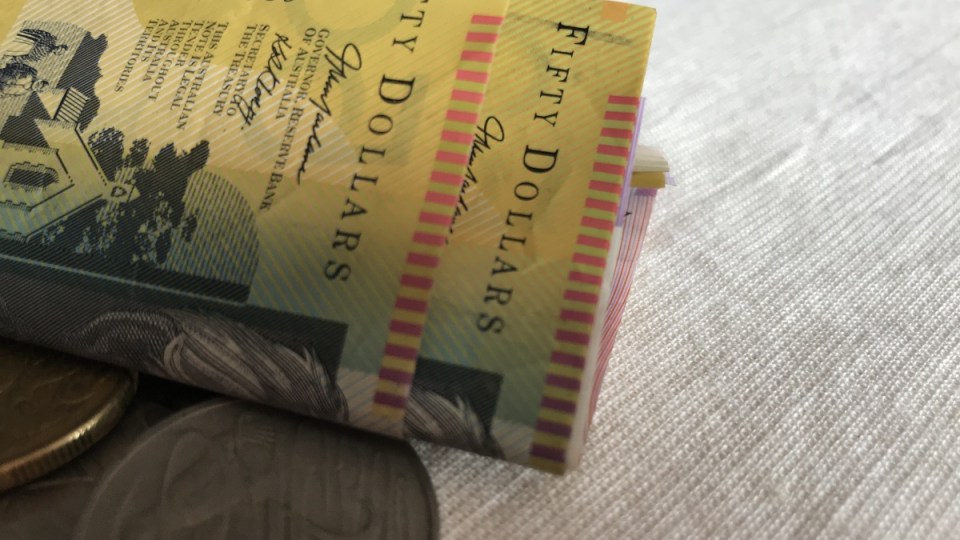 THIS AUSTRALIAN
NOTE IS LEGAL
TENDER
THROUGHOUT
AUSTRALIA
AND ITS
TERRITORIES
GOVERNOR, RESERVE BANK
OF AUSTRALIA
SECRETARY TO
THE TREASURY
DOLLARS
FIFTY DOLLARS